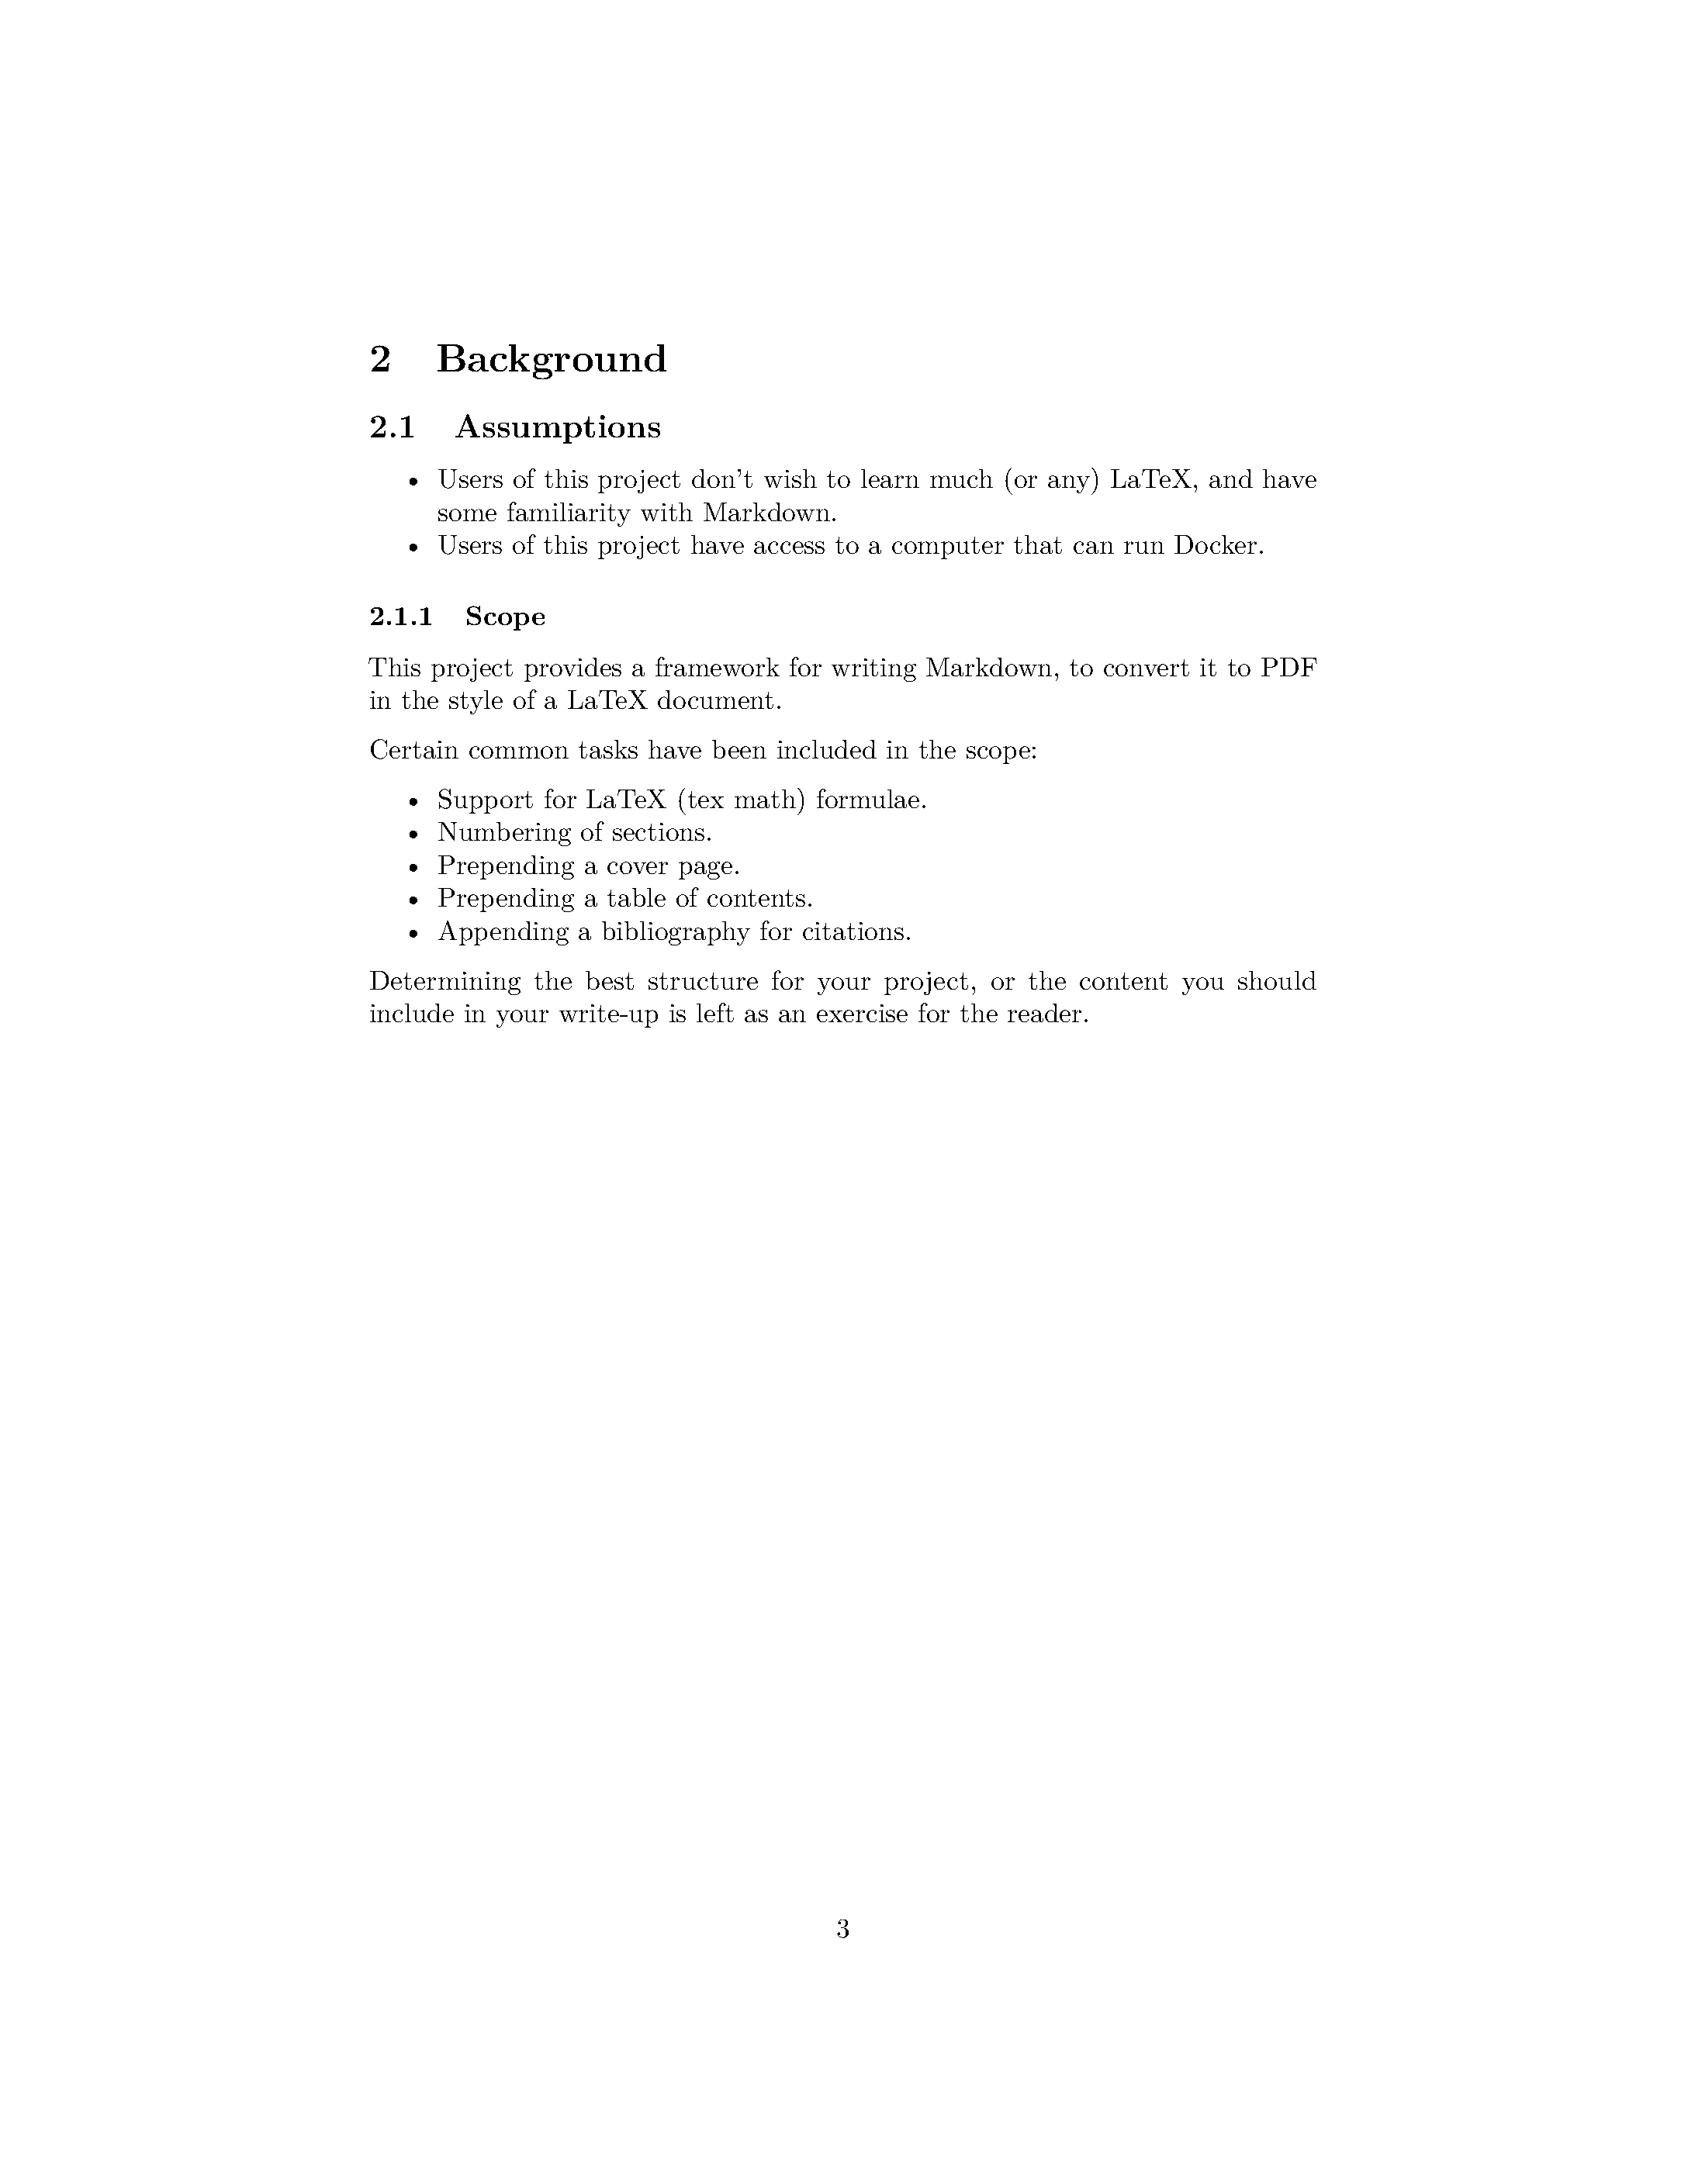 2 Background
2.1 Assumptions
• Users of this project don't wish to learn much (or any) LaTeX, and have
some familiarity with Markdown.
• Users of this project have access to a computer that can run Docker.
2.1.1 Scope
This project provides a framework for writing Markdown, to convert it to PDF
in the style of a LaTeX document.
Certain common tasks have been included in the scope:
• Support for LaTeX (tex math) formulae.
• Numbering of sections.
• Prepending a cover page.
• Prepending a table of contents.
• Appending a bibliography for citations.
Determining the best structure for your project, or the content you should
include in your write-up is left as an exercise for the reader.
3